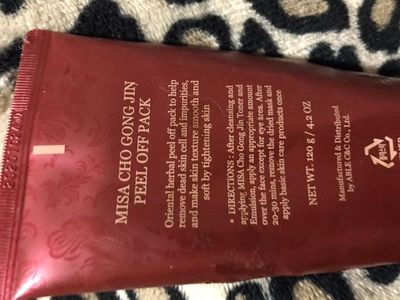 MISA CHO GONG JIN
PEEL OFF PACK
Oriental herbal peel off pack to help
remove dead skin cell and impurities,
and make skin texture smooth and
soft by tightening skin
* DIRECTIONS : After cleansing and
applying MISA Cho Gong Jin Toner and
Emulsion, apply an appropriate amount
over the face except for eye area. After
20-30 mins, remove the dried mask and
apply basic skin care products once
NET WT. 120 g / 4.2 OZ
Manufactured & Distributed
by ABLE C&C Co., Ltd.